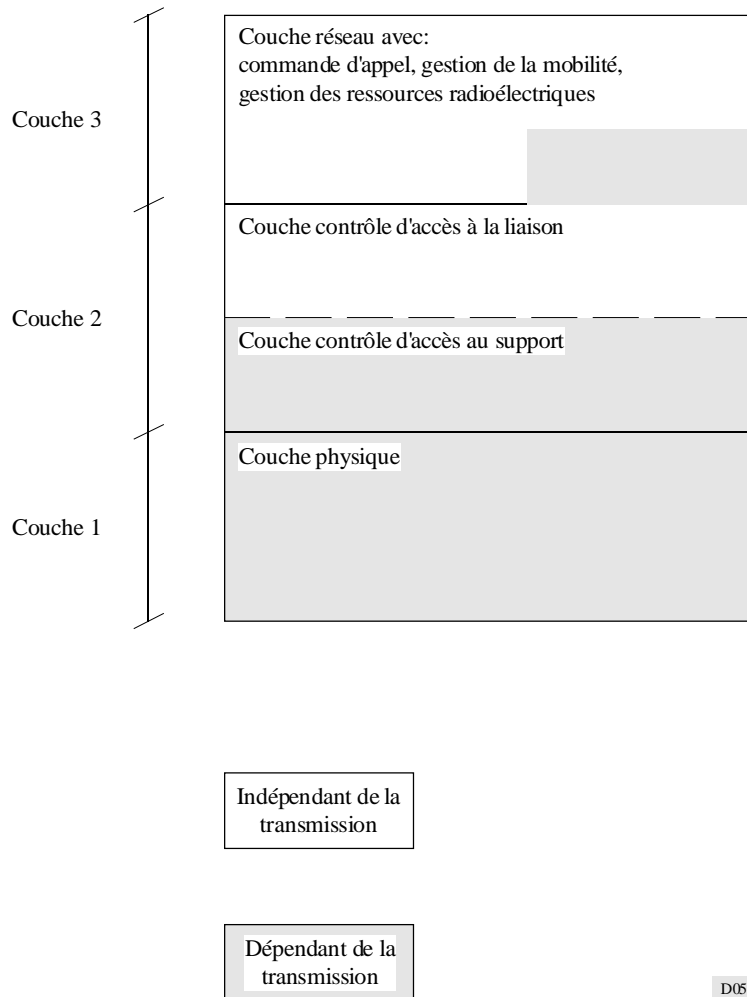 Couche réseau avec:
commande d'appel, gestion de la mobilité,
gestion des ressources radioélectriques
Couche 3
Couche contrôle d'accès à la liaison
Couche 2
Couche contrôle d'accès au support
Couche physique
Couche 1
Indépendant de la
transmission
Dépendant de la
transmission
D05